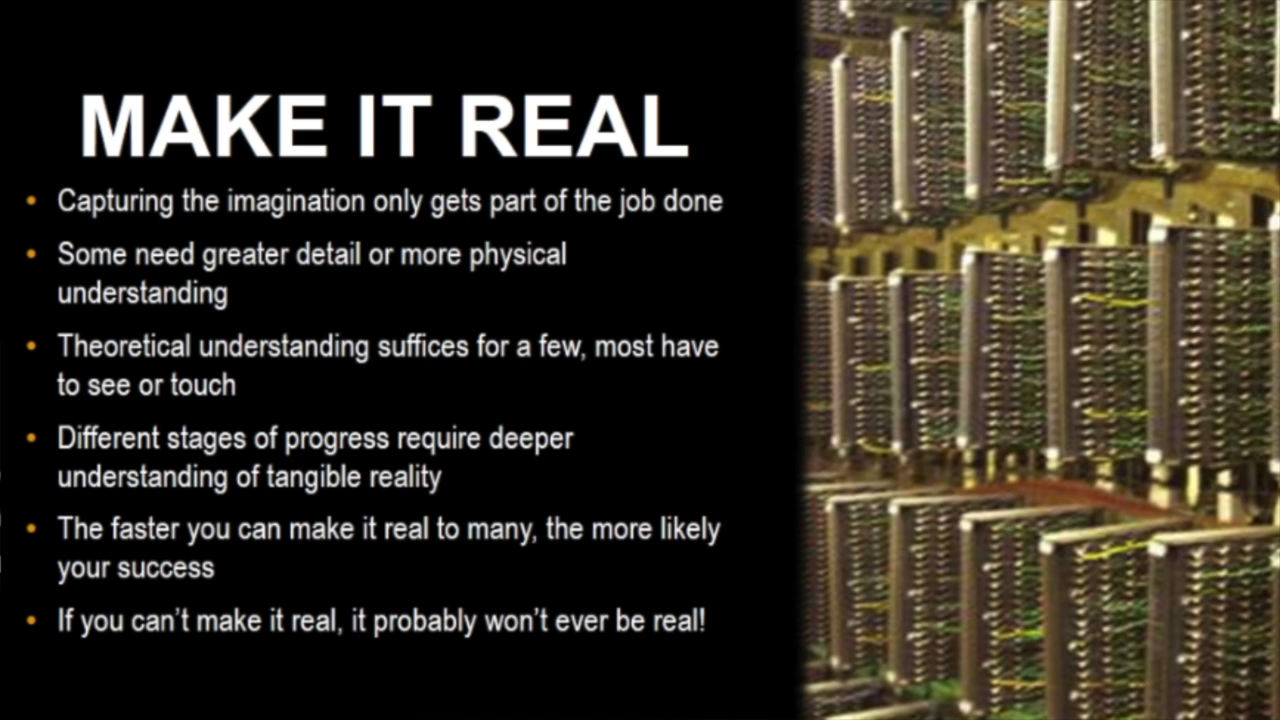 MAKE IT REAL
• Capturing the imagination only gets part of the job done
• Some need greater detail or more physical
understanding
• Theoretical understanding suffices for a few, most have
to see or touch
• Different stages of progress require deeper
understanding of tangible reality
• The faster you can make it real to many, the more likely
your success
• If you can’t make it real, it probably won’t ever be real!